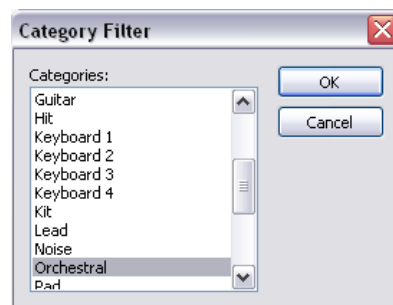 Category Filter
Categories:
Guitar
Hit
Keyboard 1
Keyboard 2
Keyboard 3
Keyboard 4
Kit
Lead
Noise
Orchestral
Pad
OK
Cancel